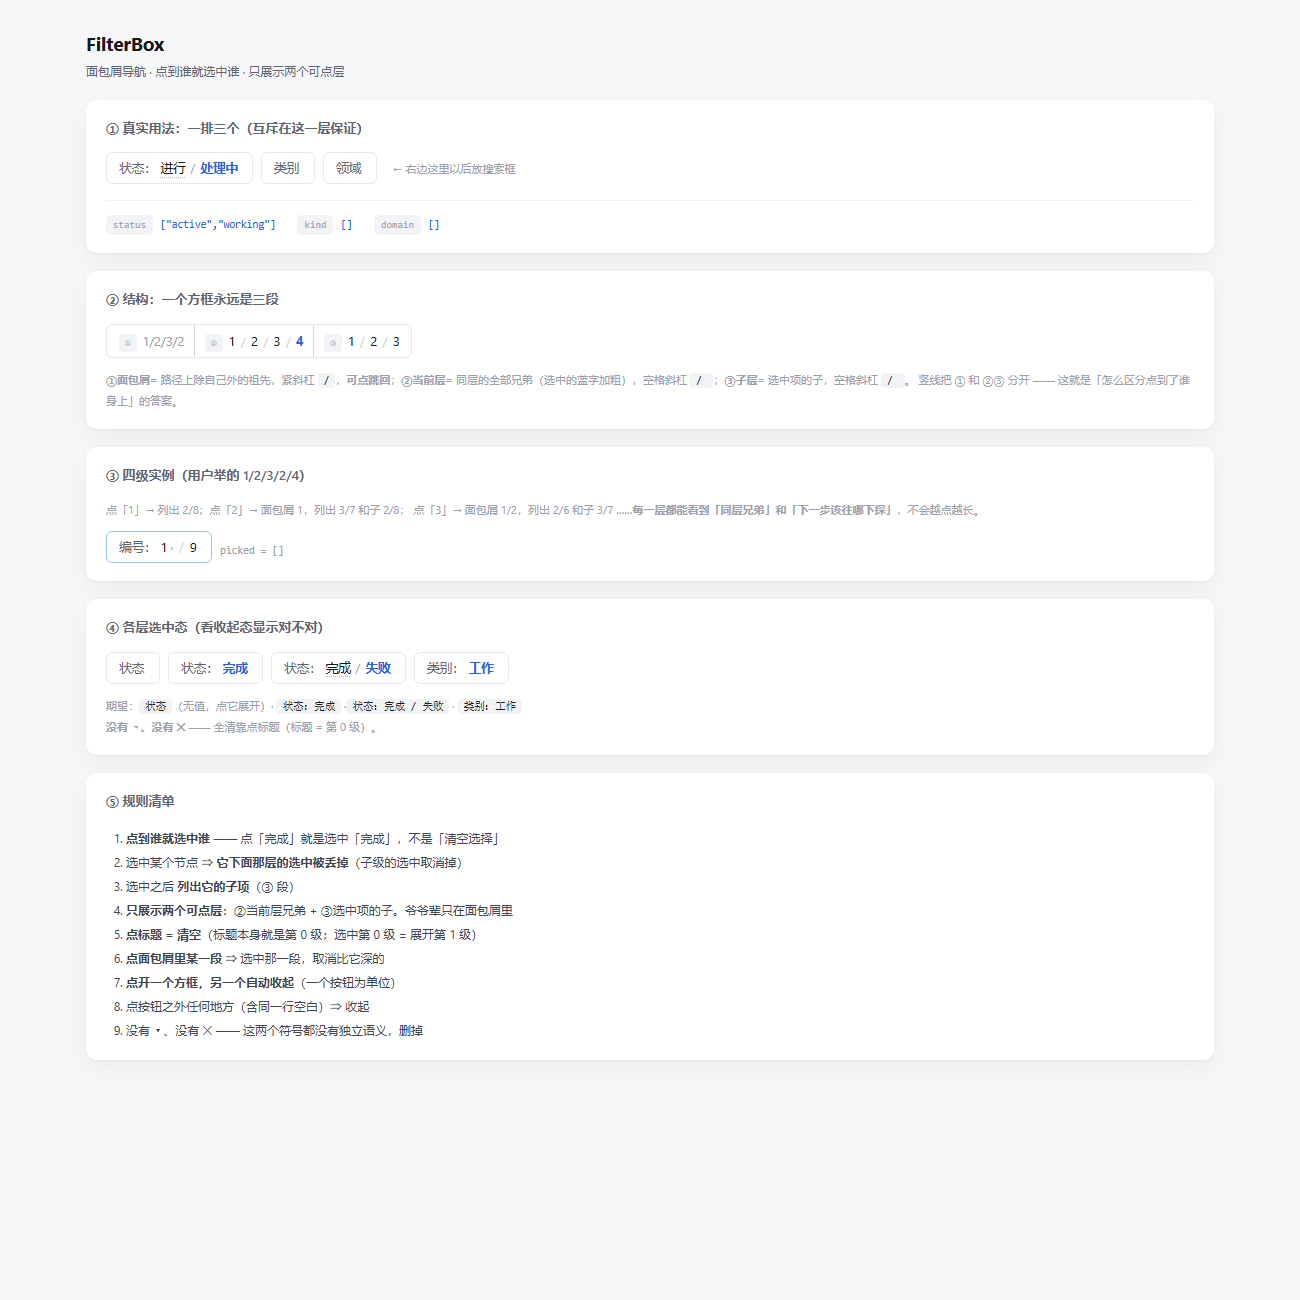 FilterBox
面包屑导航 · 点到谁就选中谁 · 只展示两个可点层
① 真实用法：一排三个（互斥在这一层保证）
状态： 进行 / 处理中 类别 领域 ← 右边这里以后放搜索框
status ["active","working"] kind [] domain []
② 结构：一个方框永远是三段
① 1/2/3/2 ② 1 / 2 / 3 / 4 ③ 1 / 2 / 3
①面包屑= 路径上除自己外的祖先，紧斜杠 / ，可点跳回；②当前层= 同层的全部兄弟（选中的蓝字加粗），空格斜杠 / ；③子层= 选中项的子，空格斜杠 / 。 竖线把 ① 和 ②③ 分开 —— 这就是「怎么区分点到了谁
身上」的答案。
③ 四级实例（用户举的 1/2/3/2/4）
点「1」→ 列出 2/8；点「2」→ 面包屑 1，列出 3/7 和子 2/8； 点「3」→ 面包屑 1/2，列出 2/6 和子 3/7 ……每一层都能看到「同层兄弟」和「下一步该往哪下探」，不会越点越长。
编号： 1 › / 9 picked = []
④ 各层选中态（看收起态显示对不对）
状态 状态： 完成 状态： 完成 / 失败 类别： 工作
期望： 状态 （无值，点它展开）· 状态：完成 · 状态：完成 / 失败 · 类别：工作
没有 ▾、没有 ✕ —— 全清靠点标题（标题 = 第 0 级）。
⑤ 规则清单
1. 点到谁就选中谁 —— 点「完成」就是选中「完成」，不是「清空选择」
2. 选中某个节点 ⇒ 它下面那层的选中被丢掉（子级的选中取消掉）
3. 选中之后 列出它的子项（③ 段）
4. 只展示两个可点层：②当前层兄弟 + ③选中项的子。爷爷辈只在面包屑里
5. 点标题 = 清空（标题本身就是第 0 级；选中第 0 级 = 展开第 1 级）
6. 点面包屑里某一段 ⇒ 选中那一段，取消比它深的
7. 点开一个方框，另一个自动收起（一个按钮为单位）
8. 点按钮之外任何地方（含同一行空白）⇒ 收起
9. 没有 ▾、没有 ✕ —— 这两个符号都没有独立语义，删掉